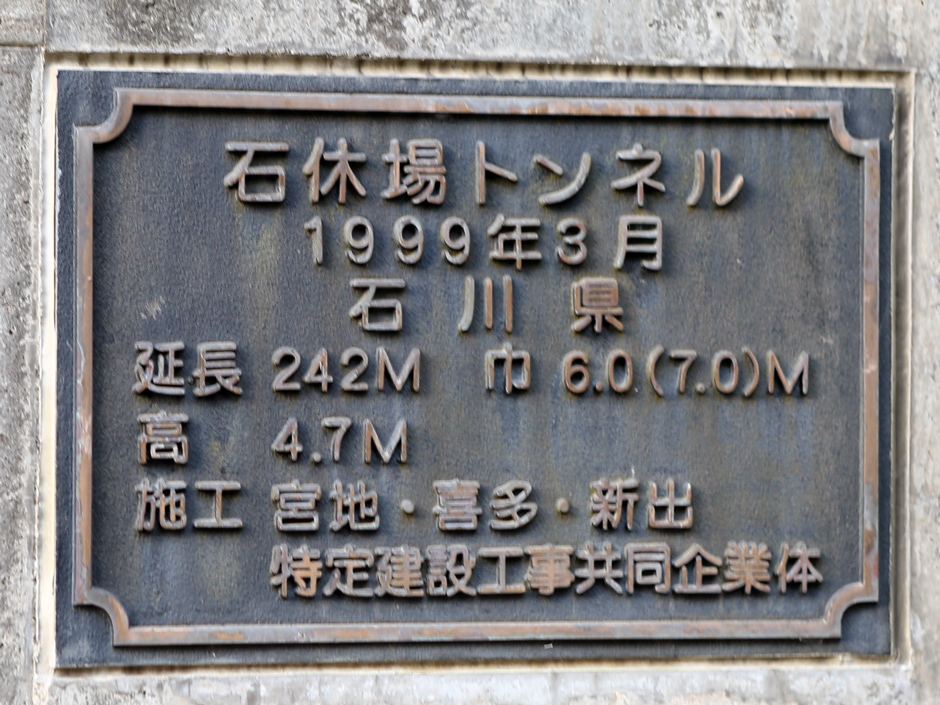 石休場トンネル
1999年3月
石川県
延長 242M 巾 6.0(7.0)M
高 4.7M
施工 宮地・喜多・新出
特定建設工事共同企業体